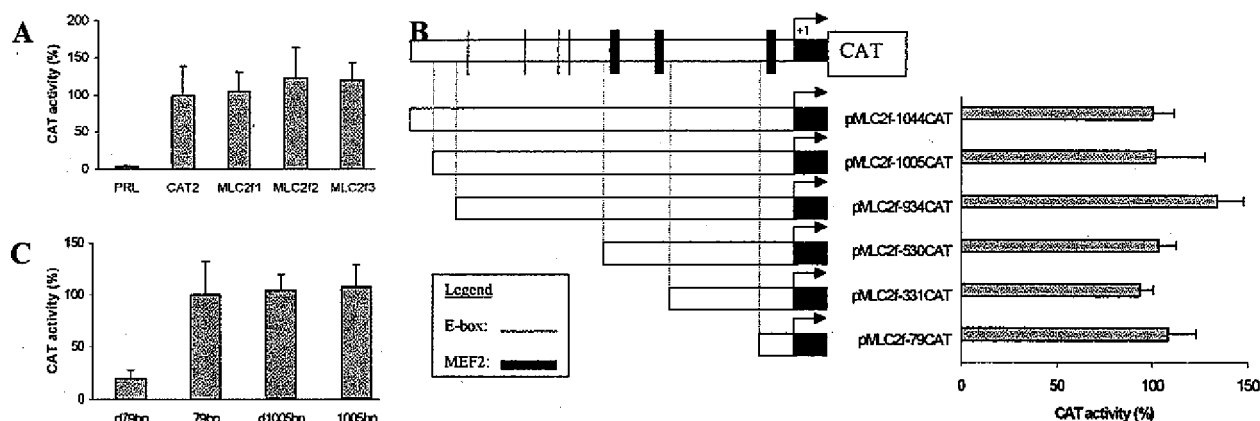 A
CAT activity (%)
200
150
100
50
0
PRL CAT2 MLC2f1 MLC2f2 MLC2f3
B
+1
CAT
pMLC2f-1044CAT
pMLC2f-1005CAT
pMLC2f-934CAT
pMLC2f-530CAT
pMLC2f-331CAT
pMLC2f-79CAT
Legend
E-box:
MEF2:
0 50 100 150
CAT activity (%)
C
CAT activity (%)
150
100
50
0
d79bp 79bp d1005bp 1005bp